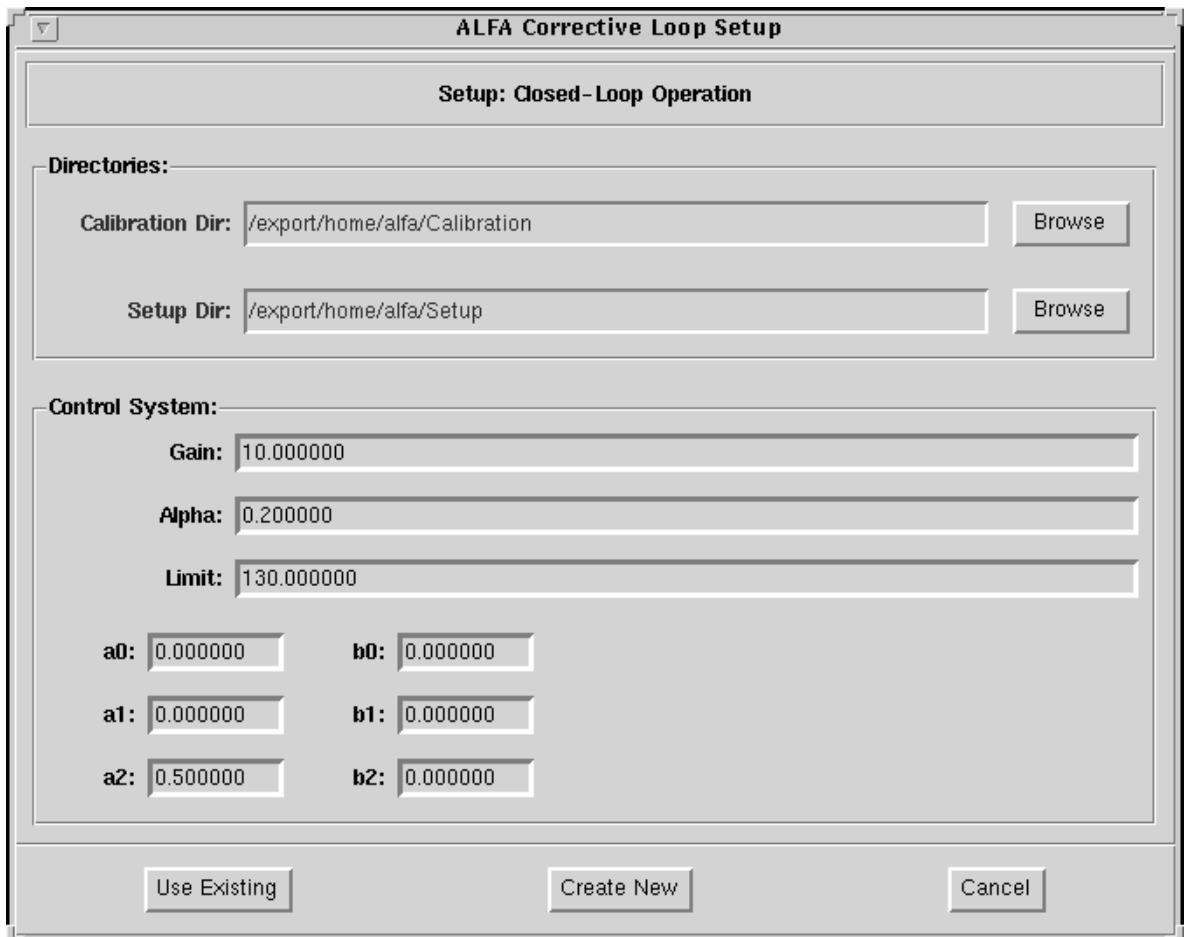 ALFA Corrective Loop Setup
Setup: Closed-Loop Operation
Directories:
Calibration Dir: /export/home/alfa/Calibration Browse
Setup Dir: /export/home/alfa/Setup Browse
Control System:
Gain: 10.000000
Alpha: 0.200000
Limit: 130.000000
a0: 0.000000 b0: 0.000000
a1: 0.000000 b1: 0.000000
a2: 0.500000 b2: 0.000000
Use Existing Create New Cancel